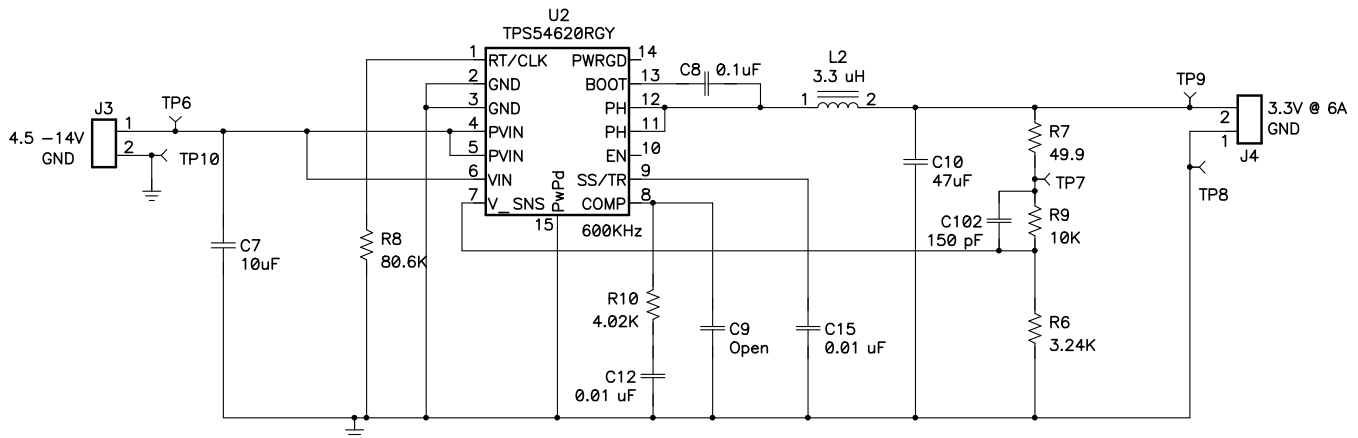 U2
TPS54620RGY
1 RT/CLK PWRGD 14
2 GND BOOT 13
3 GND PH 12
4 PVIN PH 11
5 PVIN EN 10
6 VIN SS/TR 9
7 V_SNS COMP 8
PwPd
15
600KHz
J3
4.5 -14V
GND
1
2
TP6
TP10
C7
10uF
R8
80.6K
C8 0.1uF
L2
3.3 uH
1 2
R10
4.02K
C12
0.01 uF
C9
Open
C15
0.01 uF
C10
47uF
R7
49.9
TP7
C102
150 pF
R9
10K
R6
3.24K
TP9
TP8
3.3V @ 6A
2
GND
1
J4